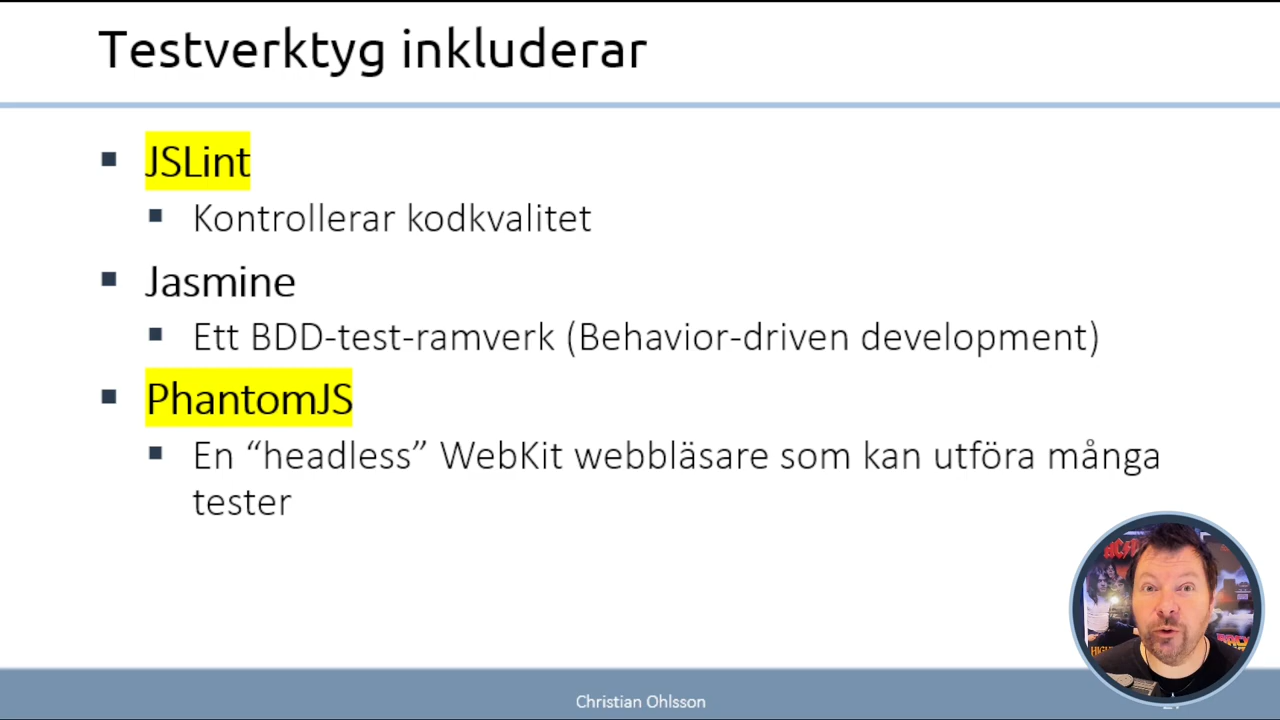 Testverktyg inkluderar
JSLint
Kontrollerar kodkvalitet
Jasmine
Ett BDD-test-ramverk (Behavior-driven development)
PhantomJS
En “headless” WebKit webbläsare som kan utföra många
tester
Christian Ohlsson